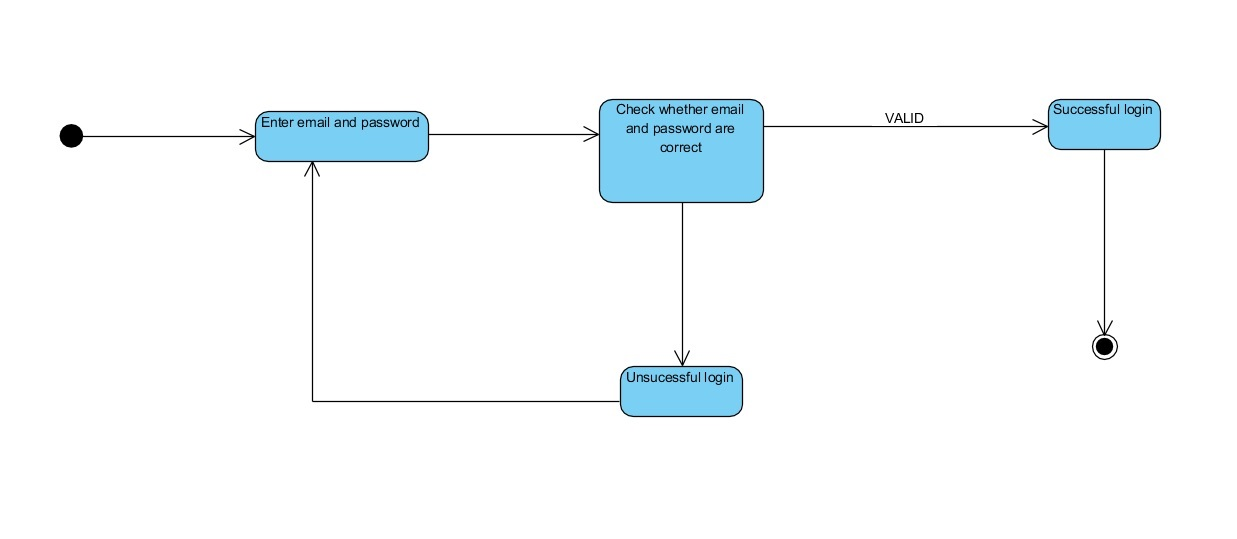 Enter email and password
Check whether email
and password are
correct
VALID
Successful login
Unsucessful login